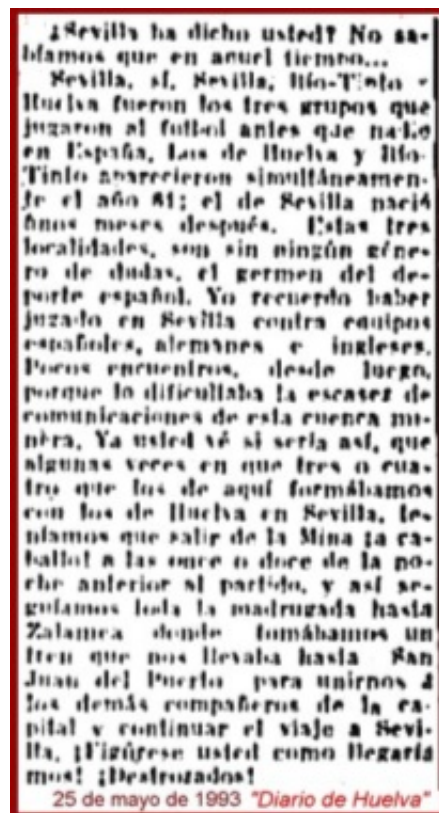 ¿Sevilla ha dicho usted? No sa-
bíamos que en aquel tiempo...
Sevilla, sí, Sevilla, Río-Tinto y
Huelva fueron los tres grupos que
jugaron al futbol antes que nadie
en España. Los de Huelva y Río-
Tinto aparecieron simultáneamen-
te el año 81; el de Sevilla nació
unos meses después. Estas tres
localidades, son sin ningún géne-
ro de dudas, el germen del de-
porte español. Yo recuerdo haber
jugado en Sevilla contra equipos
españoles, alemanes e ingleses.
Pocos encuentros, desde luego,
porque lo dificultaba la escasez de
comunicaciones de esta cuenca mi-
nera. Ya usted vé si sería así, que
algunas veces en que tres o cua-
tro que los de aquí formábamos
con los de Huelva en Sevilla, te-
níamos que salir de la Mina ¡a ca-
ballo! a las once o doce de la no-
che anterior al partido, y así se-
guíamos toda la madrugada hasta
Zalamea donde tomábamos un
tren que nos llevaba hasta San
Juan del Puerto para unirnos á
los demás compañeros de la ca-
pital y continuar el viaje a Sevi-
lla. ¡Figúrese usted como llegaría
mos! ¡Destrozados!
25 de mayo de 1993 "Diario de Huelva"